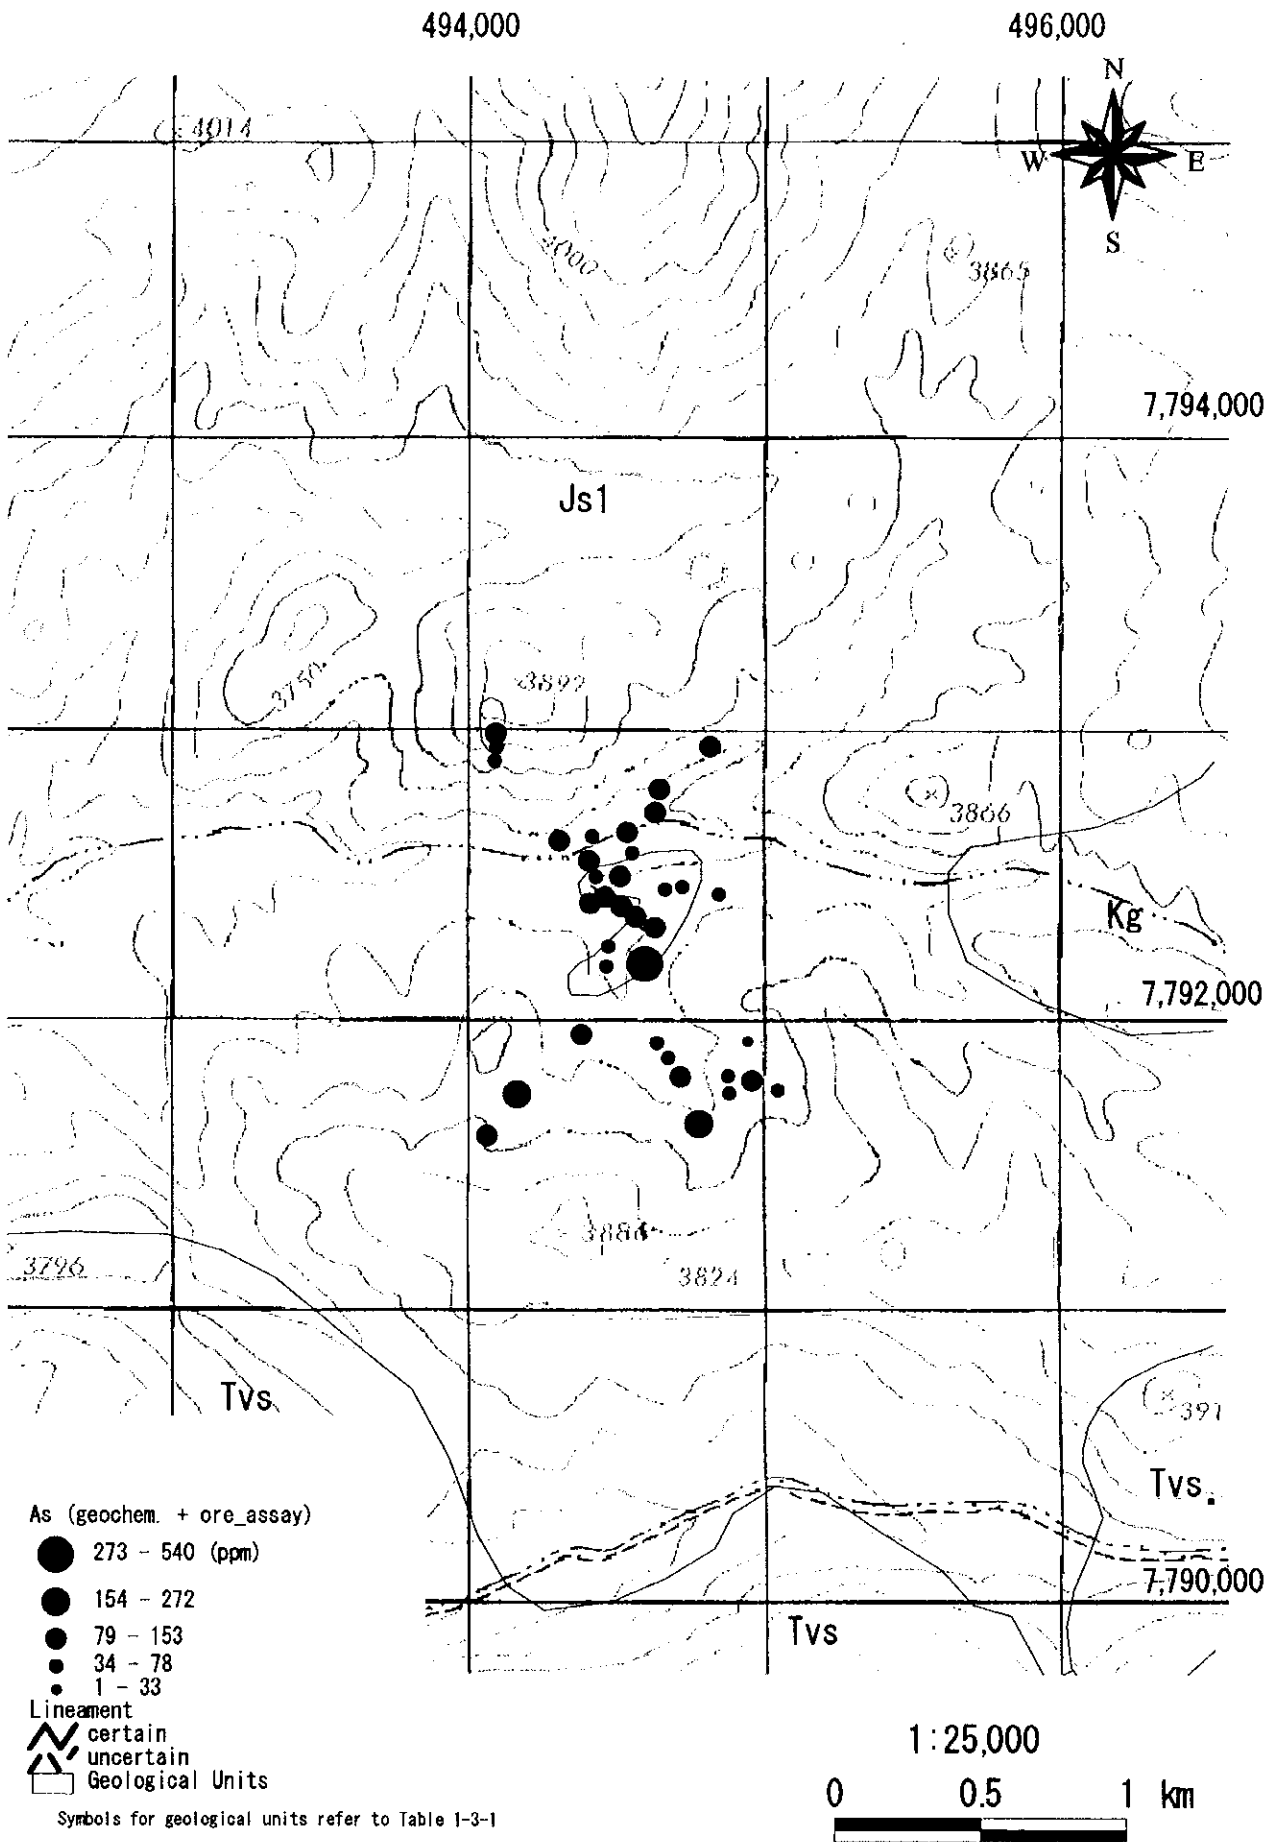 494,000
496,000
N
W
E
S
4014
4000
3865
7,794,000
Js1
3750
3892
3866
Kg
7,792,000
3886
3796
3824
Tvs
391
Tvs.
As (geochem. + ore_assay)
273 - 540 (ppm)
154 - 272
79 - 153
34 - 78
1 - 33
7,790,000
Tvs
Lineament
certain
uncertain
Geological Units
Symbols for geological units refer to Table 1-3-1
1:25,000
0 0.5 1 km